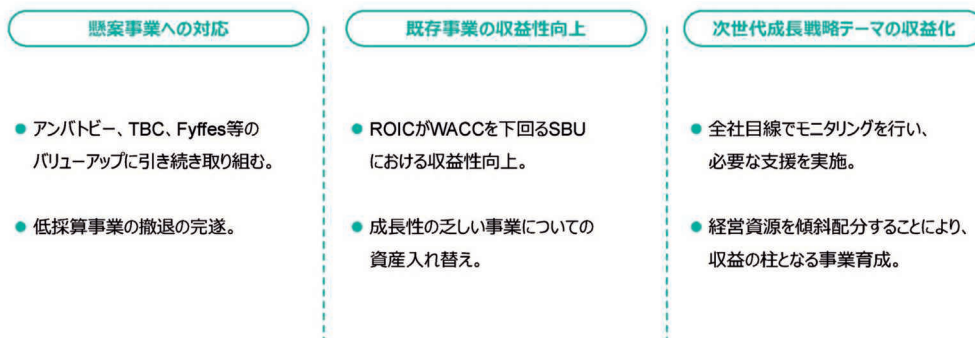 懸案事業への対応
● アンバトビー、TBC、Fyffes等の
バリューアップに引き続き取り組む。
● 低採算事業の撤退の完遂。
既存事業の収益性向上
● ROICがWACCを下回るSBU
における収益性向上。
● 成長性の乏しい事業についての
資産入れ替え。
次世代成長戦略テーマの収益化
● 全社目線でモニタリングを行い、
必要な支援を実施。
● 経営資源を傾斜配分することにより、
収益の柱となる事業育成。